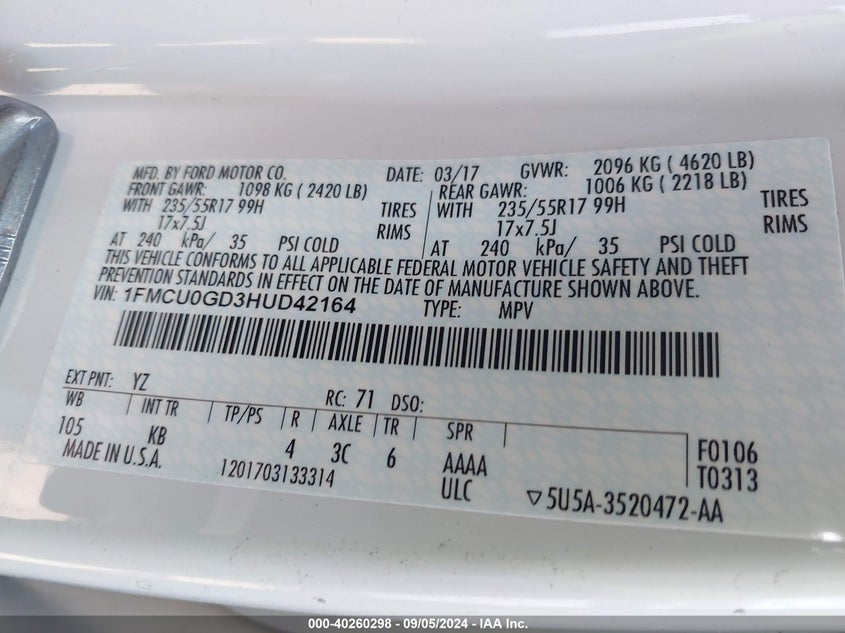 MFD. BY FORD MOTOR CO. DATE: 03/17 GVWR: 2096 KG ( 4620 LB)
FRONT GAWR: 1098 KG ( 2420 LB) REAR GAWR: 1006 KG ( 2218 LB)
WITH 235/55R17 99H TIRES WITH 235/55R17 99H TIRES
17x7.5J RIMS 17x7.5J RIMS
AT 240 kPa/ 35 PSI COLD AT 240 kPa/ 35 PSI COLD
THIS VEHICLE CONFORMS TO ALL APPLICABLE FEDERAL MOTOR VEHICLE SAFETY AND THEFT
PREVENTION STANDARDS IN EFFECT ON THE DATE OF MANUFACTURE SHOWN ABOVE.
VIN: 1FMCU0GD3HUD42164 TYPE: MPV
EXT PNT: YZ RC: 71 DSO:
WB INT TR TP/PS R AXLE TR SPR
105 KB 4 3C 6 AAAA F0106
MADE IN U.S.A. 1201703133314 ULC T0313
▽5U5A-3520472-AA
000-40260298 - 09/05/2024 - IAA Inc.